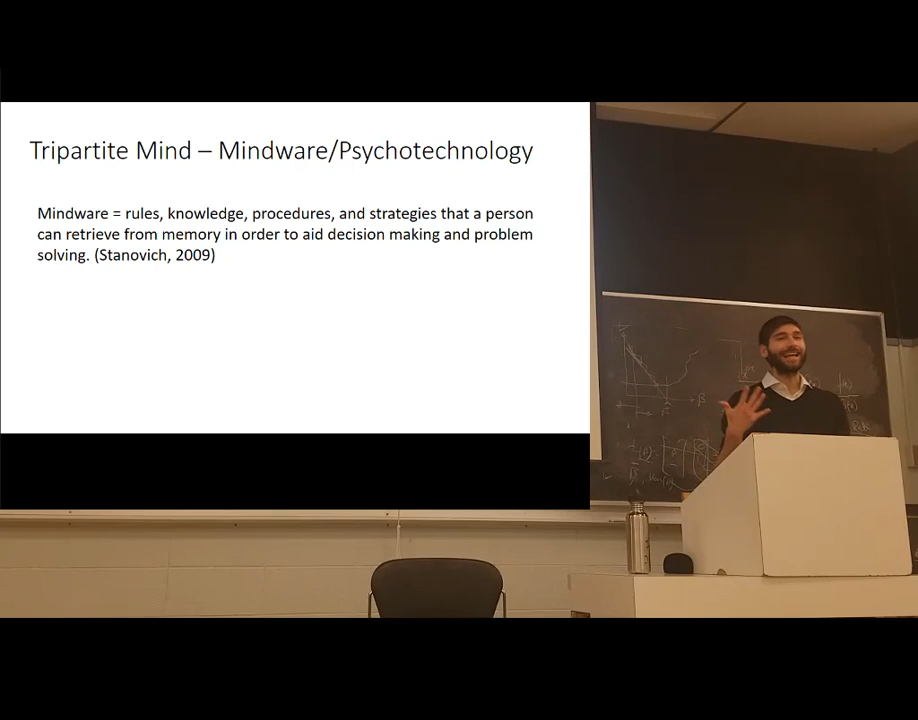 Tripartite Mind – Mindware/Psychotechnology
Mindware = rules, knowledge, procedures, and strategies that a person
can retrieve from memory in order to aid decision making and problem
solving. (Stanovich, 2009)
β